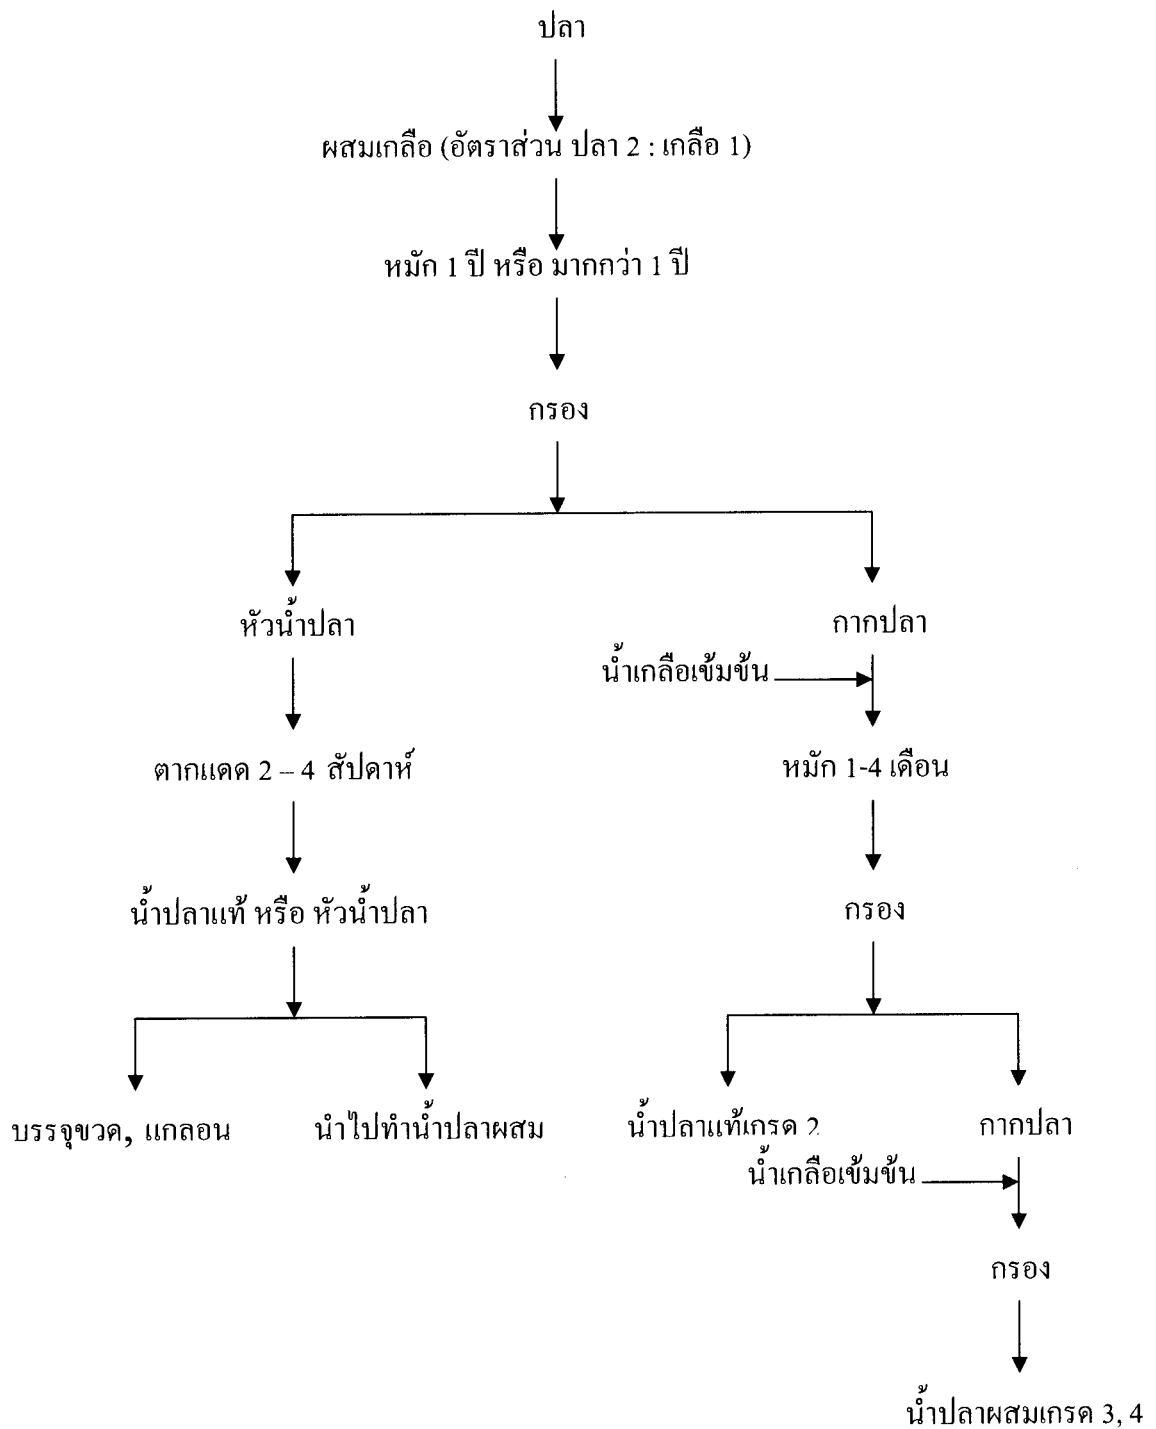 ปลา
ผสมเกลือ (อัตราส่วน ปลา 2 : เกลือ 1)
หมัก 1 ปี หรือ มากกว่า 1 ปี
กรอง
หัวน้ำปลา
กากปลา
น้ำเกลือเข้มข้น
ตากแดด 2 – 4 สัปดาห์
หมัก 1-4 เดือน
น้ำปลาแท้ หรือ หัวน้ำปลา
กรอง
บรรจุขวด, แกลอน
นำไปทำน้ำปลาผสม
น้ำปลาแท้เกรด 2
กากปลา
น้ำเกลือเข้มข้น
กรอง
น้ำปลาผสมเกรด 3, 4